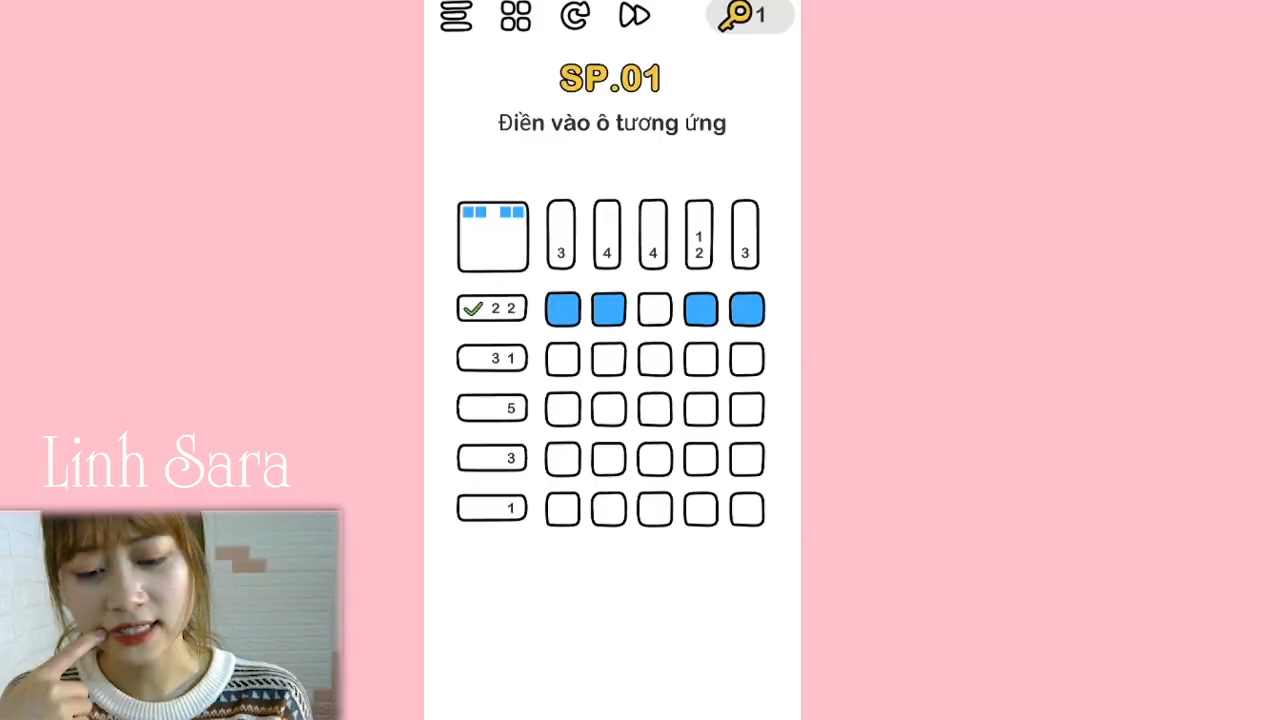 1
SP.01
Điền vào ô tương ứng
3 4 4 1 2 3
2 2
3 1
5
3
1
Linh Sara